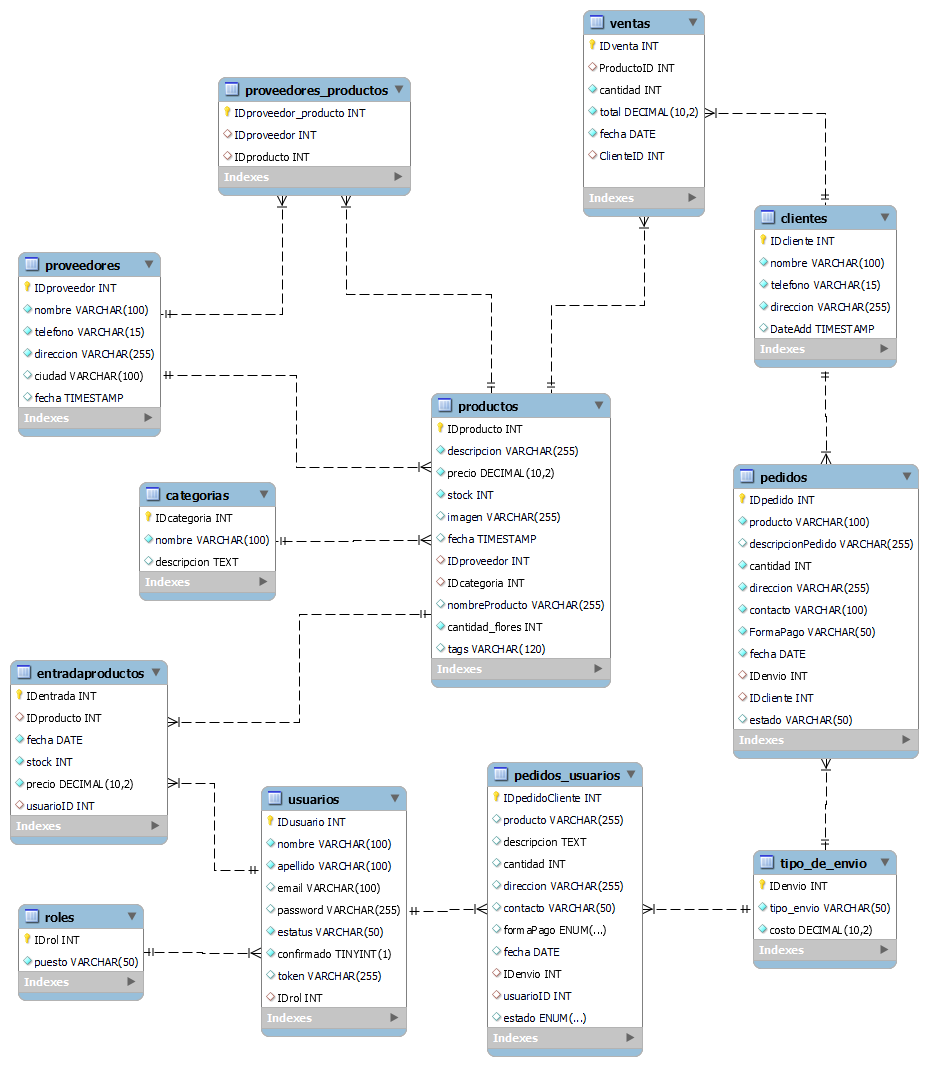 ventas
IDventa INT
ProductoID INT
cantidad INT
total DECIMAL(10,2)
fecha DATE
ClienteID INT
Indexes
proveedores_productos
IDproveedor_producto INT
IDproveedor INT
IDproducto INT
Indexes
clientes
IDcliente INT
nombre VARCHAR(100)
telefono VARCHAR(15)
direccion VARCHAR(255)
DateAdd TIMESTAMP
Indexes
proveedores
IDproveedor INT
nombre VARCHAR(100)
telefono VARCHAR(15)
direccion VARCHAR(255)
ciudad VARCHAR(100)
fecha TIMESTAMP
Indexes
productos
IDproducto INT
descripcion VARCHAR(255)
precio DECIMAL(10,2)
stock INT
imagen VARCHAR(255)
fecha TIMESTAMP
IDproveedor INT
IDcategoria INT
nombreProducto VARCHAR(255)
cantidad_flores INT
tags VARCHAR(120)
Indexes
categorias
IDcategoria INT
nombre VARCHAR(100)
descripcion TEXT
Indexes
pedidos
IDpedido INT
producto VARCHAR(100)
descripcionPedido VARCHAR(255)
cantidad INT
direccion VARCHAR(255)
contacto VARCHAR(100)
FormaPago VARCHAR(50)
fecha DATE
IDenvio INT
IDcliente INT
estado VARCHAR(50)
Indexes
entradaproductos
IDentrada INT
IDproducto INT
fecha DATE
stock INT
precio DECIMAL(10,2)
usuarioID INT
Indexes
usuarios
IDusuario INT
nombre VARCHAR(100)
apellido VARCHAR(100)
email VARCHAR(100)
password VARCHAR(255)
estatus VARCHAR(50)
confirmado TINYINT(1)
token VARCHAR(255)
IDrol INT
Indexes
pedidos_usuarios
IDpedidoCliente INT
producto VARCHAR(255)
descripcion TEXT
cantidad INT
direccion VARCHAR(255)
contacto VARCHAR(50)
formaPago ENUM(...)
fecha DATE
IDenvio INT
usuarioID INT
estado ENUM(...)
Indexes
tipo_de_envio
IDenvio INT
tipo_envio VARCHAR(50)
costo DECIMAL(10,2)
Indexes
roles
IDrol INT
puesto VARCHAR(50)
Indexes